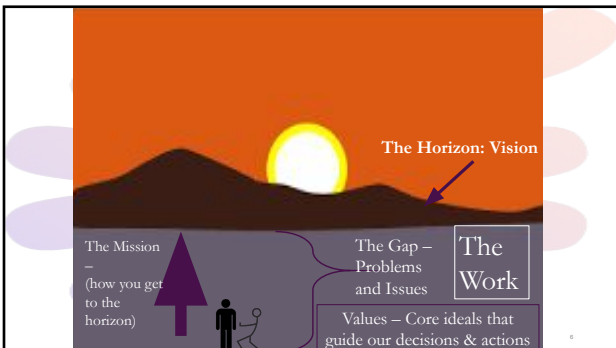 The Horizon: Vision
The Mission
–
(how you get
to the
horizon)
The Gap –
Problems
and Issues
The
Work
Values – Core ideals that
guide our decisions & actions